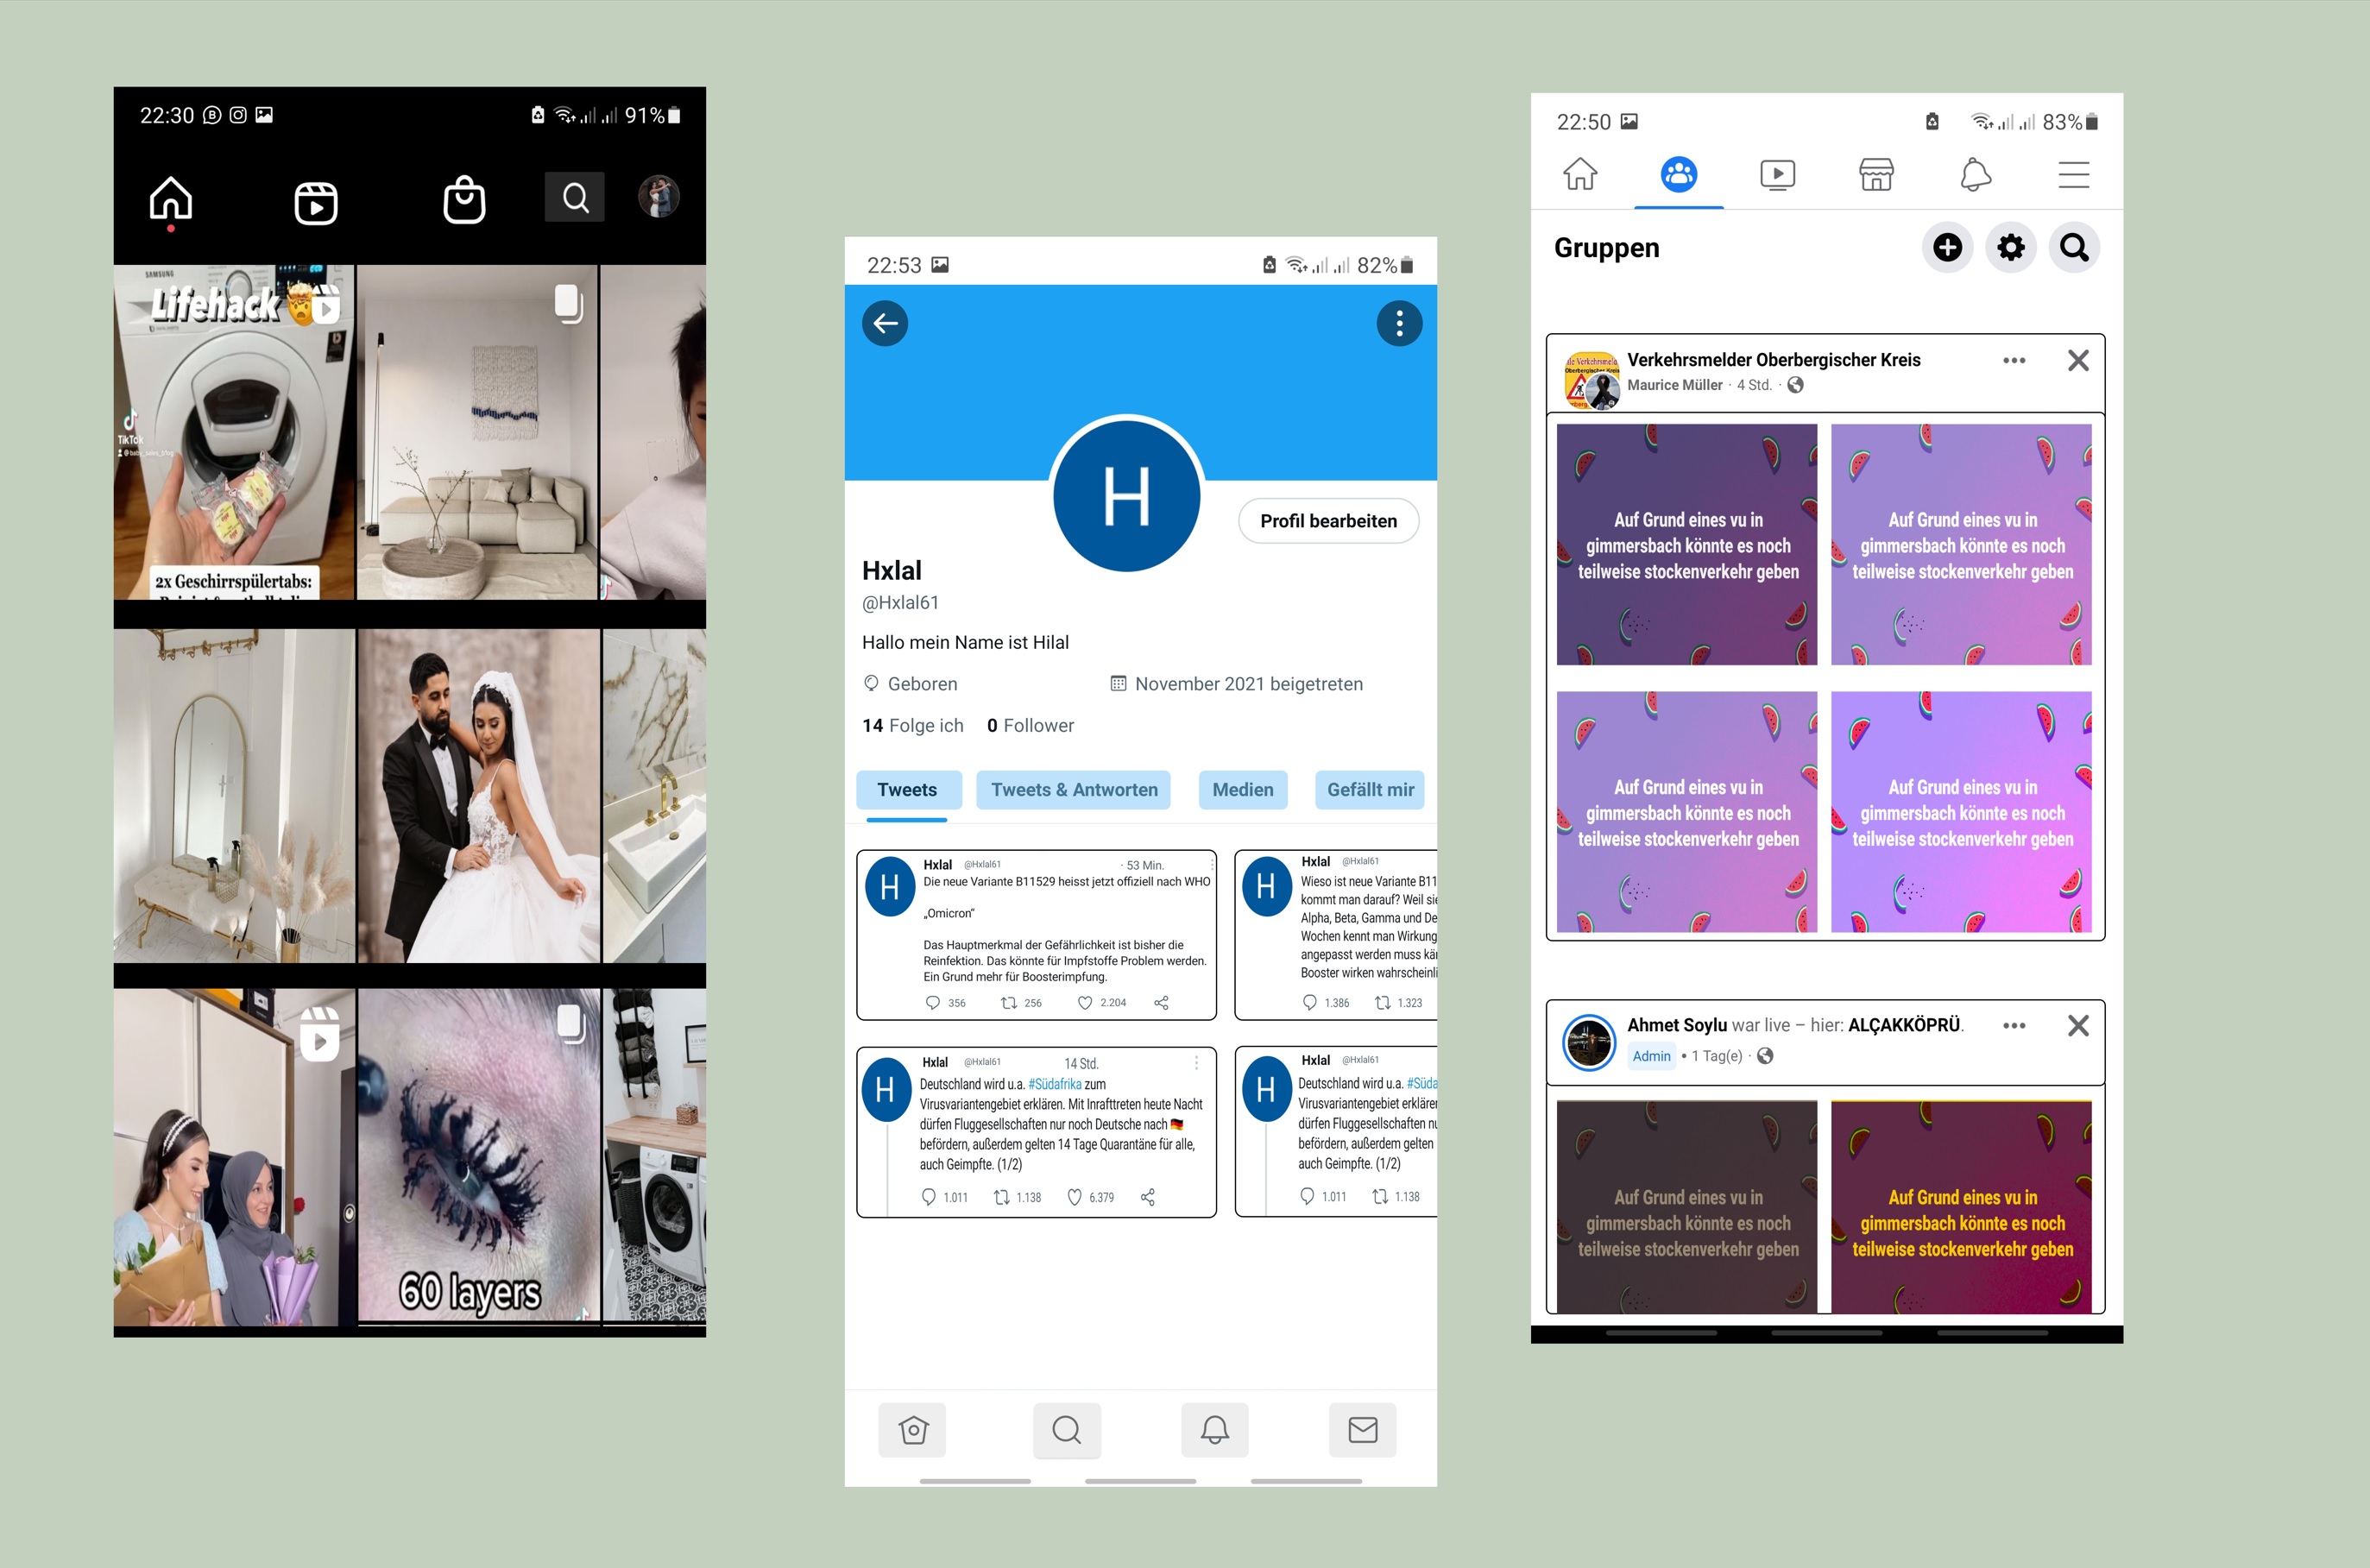 22:30
91%
SAMSUNG
Lifehack
TikTok
2x Geschirrspülertabs:
60 layers
22:53
82%
H
Profil bearbeiten
Hxlal
@Hxlal61
Hallo mein Name ist Hilal
Geboren
November 2021 beigetreten
14 Folge ich 0 Follower
Tweets
Tweets & Antworten
Medien
Gefällt mir
H
Hxlal @Hxlal61 · 53 Min.
Die neue Variante B11529 heisst jetzt offiziell nach WHO
„Omicron“
Das Hauptmerkmal der Gefährlichkeit ist bisher die
Reinfektion. Das könnte für Impfstoffe Problem werden.
Ein Grund mehr für Boosterimpfung.
356 256 2.204
H
Hxlal @Hxlal61
Wieso ist neue Variante B11
kommt man darauf? Weil sie
Alpha, Beta, Gamma und De
Wochen kennt man Wirkung
angepasst werden muss kä
Booster wirken wahrscheinli
1.386 1.323
H
Hxlal @Hxlal61 14 Std.
Deutschland wird u.a. #Südafrika zum
Virusvariantengebiet erklären. Mit Inrafttreten heute Nacht
dürfen Fluggesellschaften nur noch Deutsche nach
befördern, außerdem gelten 14 Tage Quarantäne für alle,
auch Geimpfte. (1/2)
1.011 1.138 6.379
H
Hxlal @Hxlal61
Deutschland wird u.a. #Süda
Virusvariantengebiet erklären
dürfen Fluggesellschaften nu
befördern, außerdem gelten
auch Geimpfte. (1/2)
1.011 1.138
22:50
83%
Gruppen
Verkehrsmelder Oberbergischer Kreis
Maurice Müller · 4 Std. ·
Auf Grund eines vu in
gimmersbach könnte es noch
teilweise stockenverkehr geben
Auf Grund eines vu in
gimmersbach könnte es noch
teilweise stockenverkehr geben
Auf Grund eines vu in
gimmersbach könnte es noch
teilweise stockenverkehr geben
Auf Grund eines vu in
gimmersbach könnte es noch
teilweise stockenverkehr geben
Ahmet Soylu war live – hier: ALÇAKKÖPRÜ.
Admin • 1 Tag(e) ·
Auf Grund eines vu in
gimmersbach könnte es noch
teilweise stockenverkehr geben
Auf Grund eines vu in
gimmersbach könnte es noch
teilweise stockenverkehr geben